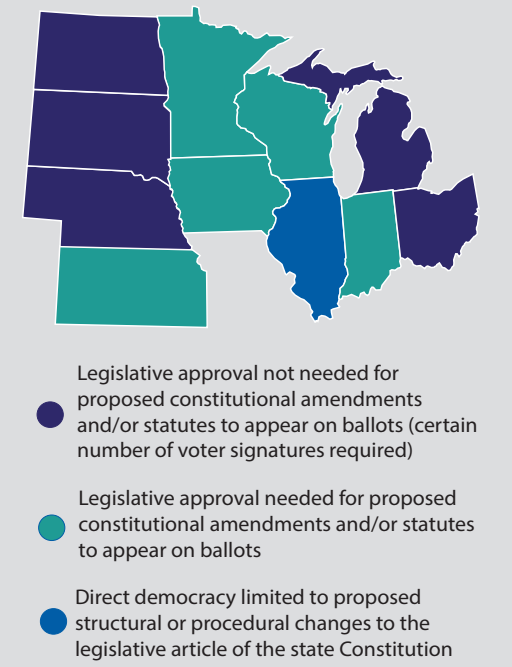 Legislative approval not needed for
proposed constitutional amendments
and/or statutes to appear on ballots (certain
number of voter signatures required)
Legislative approval needed for proposed
constitutional amendments and/or statutes
to appear on ballots
Direct democracy limited to proposed
structural or procedural changes to the
legislative article of the state Constitution